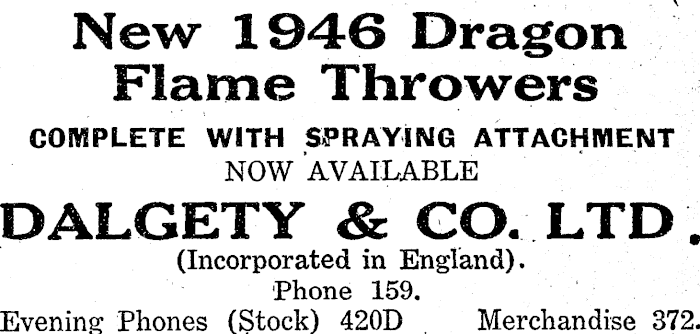 New 1946 Dragon
Flame Throwers
COMPLETE WITH SPRAYING ATTACHMENT
NOW AVAILABLE
DALGETY & CO. LTD.
(Incorporated in England).
Phone 159.
Evening Phones (Stock) 420D Merchandise 372.